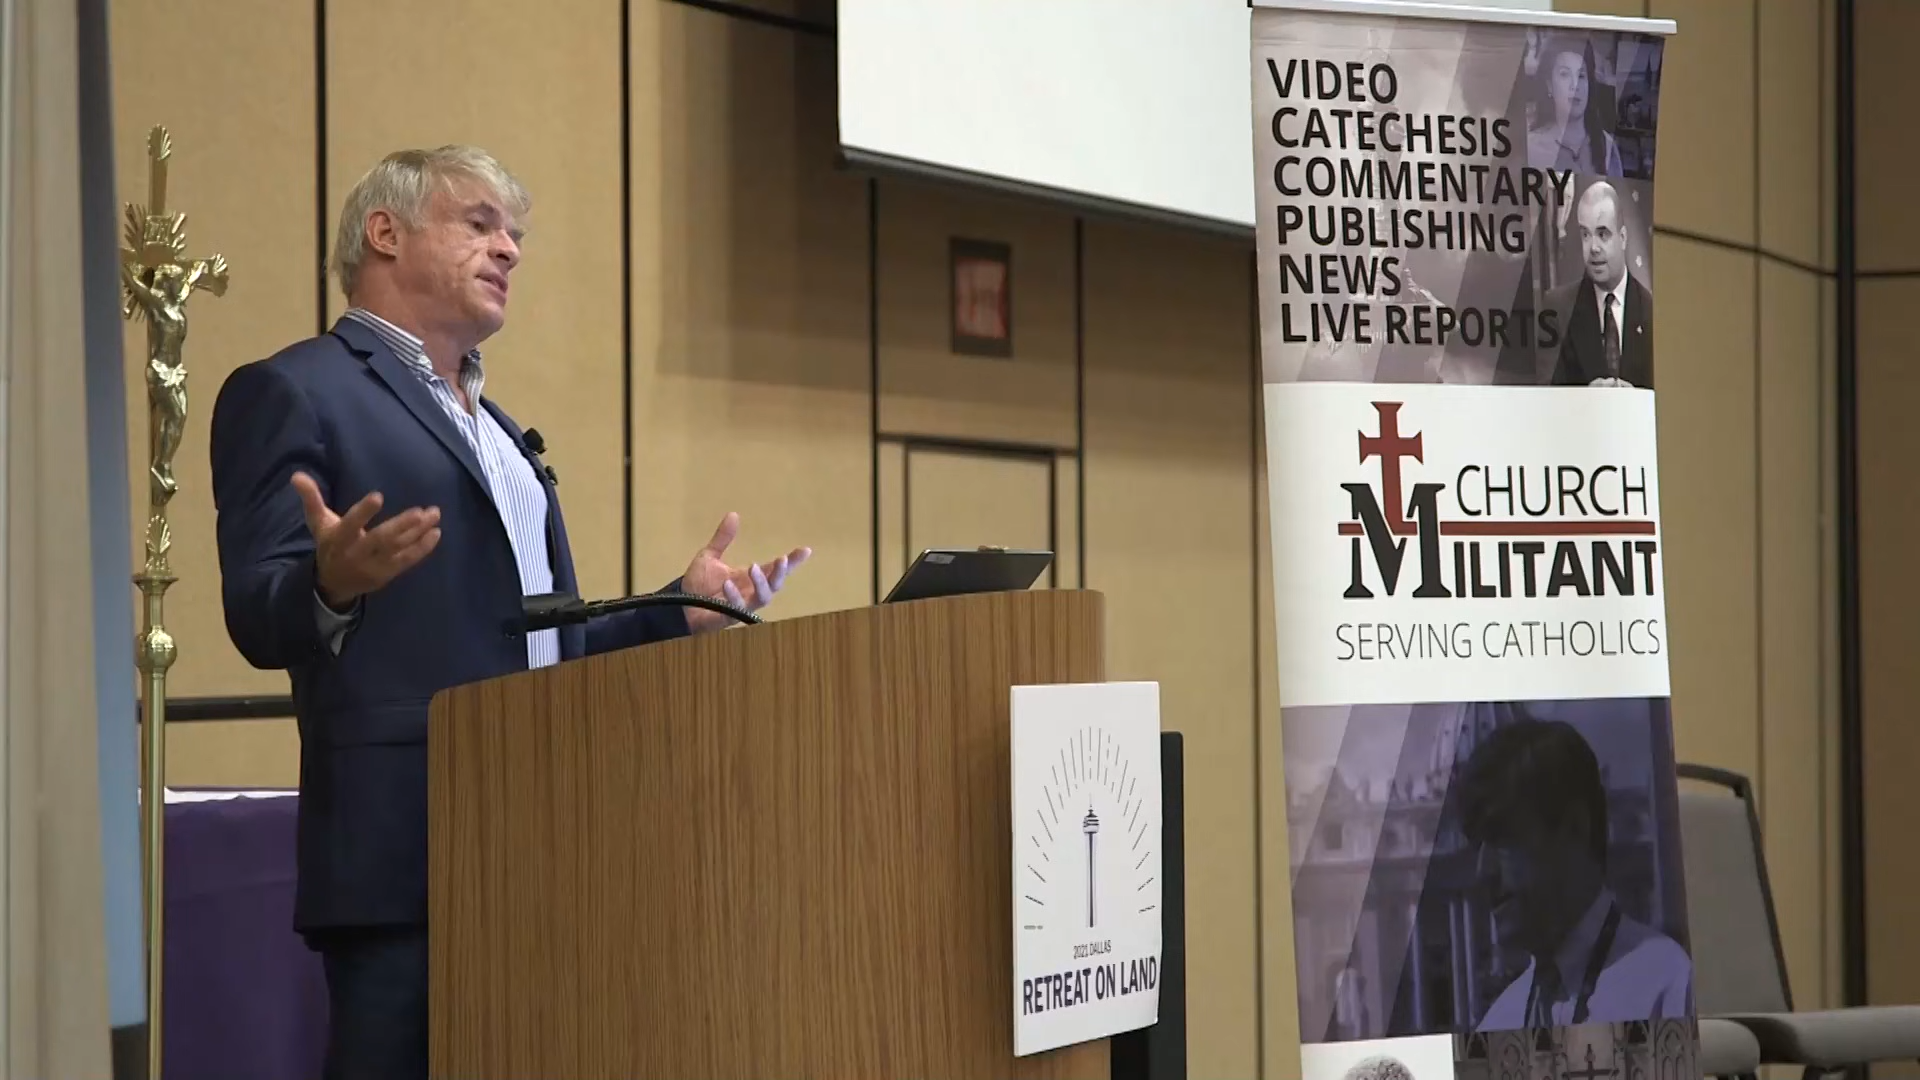 VIDEO
CATECHESIS
COMMENTARY
PUBLISHING
NEWS
LIVE REPORTS
CHURCH
MILITANT
SERVING CATHOLICS
2021 DALLAS
RETREAT ON LAND